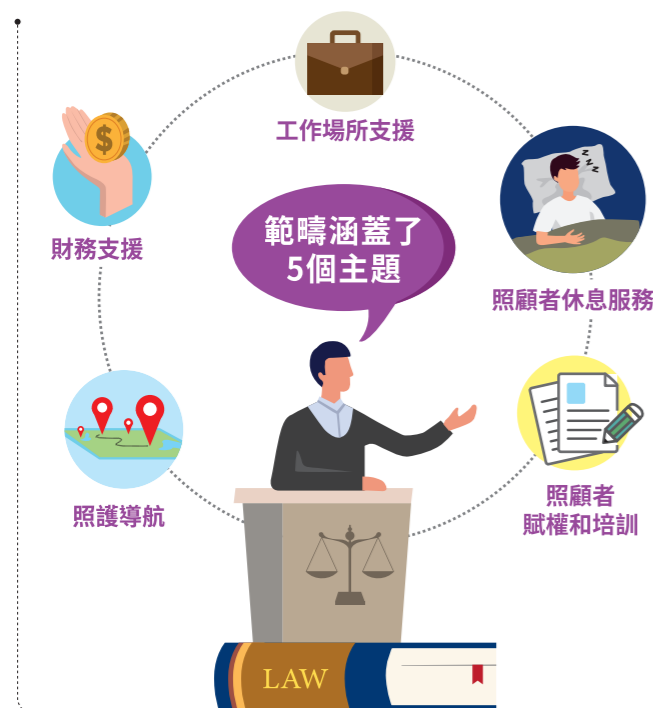 工作場所支援
財務支援
範疇涵蓋了
5個主題
照顧者休息服務
照護導航
照顧者
賦權和培訓
LAW